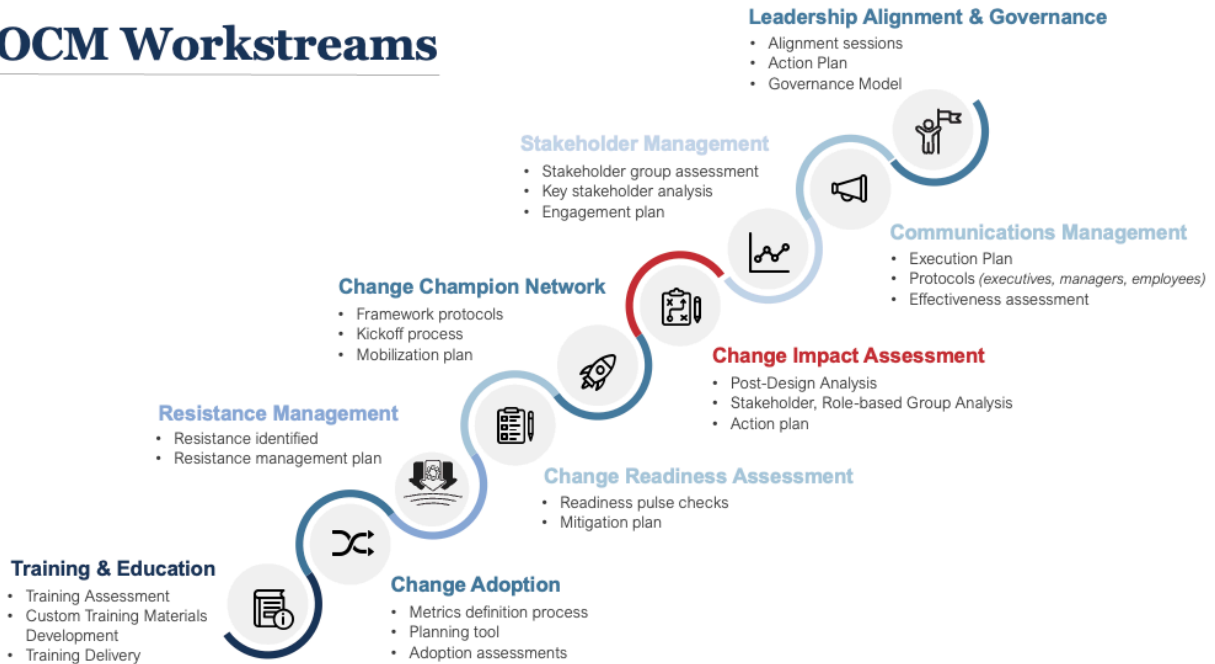 OCM Workstreams
Leadership Alignment & Governance
• Alignment sessions
• Action Plan
• Governance Model
Stakeholder Management
• Stakeholder group assessment
• Key stakeholder analysis
• Engagement plan
Communications Management
• Execution Plan
• Protocols (executives, managers, employees)
• Effectiveness assessment
Change Champion Network
• Framework protocols
• Kickoff process
• Mobilization plan
Change Impact Assessment
• Post-Design Analysis
• Stakeholder, Role-based Group Analysis
• Action plan
Resistance Management
• Resistance identified
• Resistance management plan
Change Readiness Assessment
• Readiness pulse checks
• Mitigation plan
Training & Education
• Training Assessment
• Custom Training Materials
Development
• Training Delivery
Change Adoption
• Metrics definition process
• Planning tool
• Adoption assessments